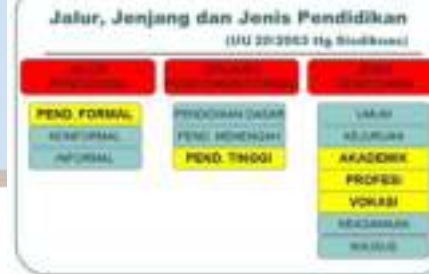 Jalur, Jenjang dan Jenis Pendidikan
(UU 20/2003 ttg Sisdiknas)
PEND. FORMAL
NONFORMAL
INFORMAL
PENDIDIKAN DASAR
PEND. MENENGAH
PEND. TINGGI
UMUM
KEJURUAN
AKADEMIK
PROFESI
VOKASI
KEAGAMAAN
KHUSUS